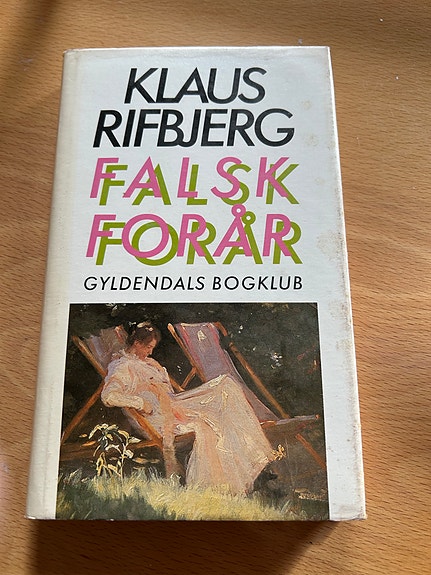 KLAUS
RIFBJERG
FALSK
FORÅR
GYLDENDALS BOGKLUB